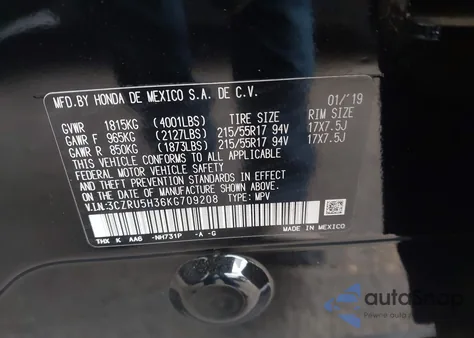 MFD.BY HONDA DE MEXICO S.A. DE C.V. 01/'19
GVWR 1815KG (4001LBS) TIRE SIZE RIM SIZE
GAWR F 965KG (2127LBS) 215/55R17 94V 17X7.5J
GAWR R 850KG (1873LBS) 215/55R17 94V 17X7.5J
THIS VEHICLE CONFORMS TO ALL APPLICABLE
FEDERAL MOTOR VEHICLE SAFETY AND
THEFT PREVENTION STANDARDS IN EFFECT ON
THE DATE OF MANUFACTURE SHOWN ABOVE.
V.I.N:3CZRU5H36KG709208 TYPE: MPV
THX K AA6 -NH731P -A -G MADE IN MEXICO